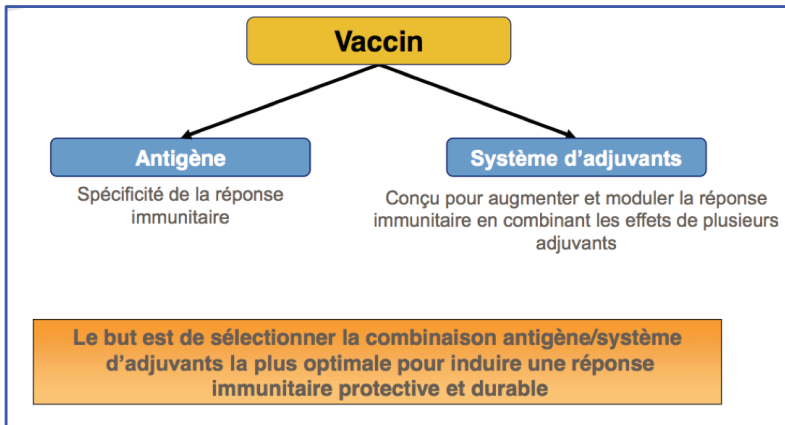 Vaccin
Antigène
Système d'adjuvants
Spécificité de la réponse
immunitaire
Conçu pour augmenter et moduler la réponse
immunitaire en combinant les effets de plusieurs
adjuvants
Le but est de sélectionner la combinaison antigène/système
d'adjuvants la plus optimale pour induire une réponse
immunitaire protective et durable